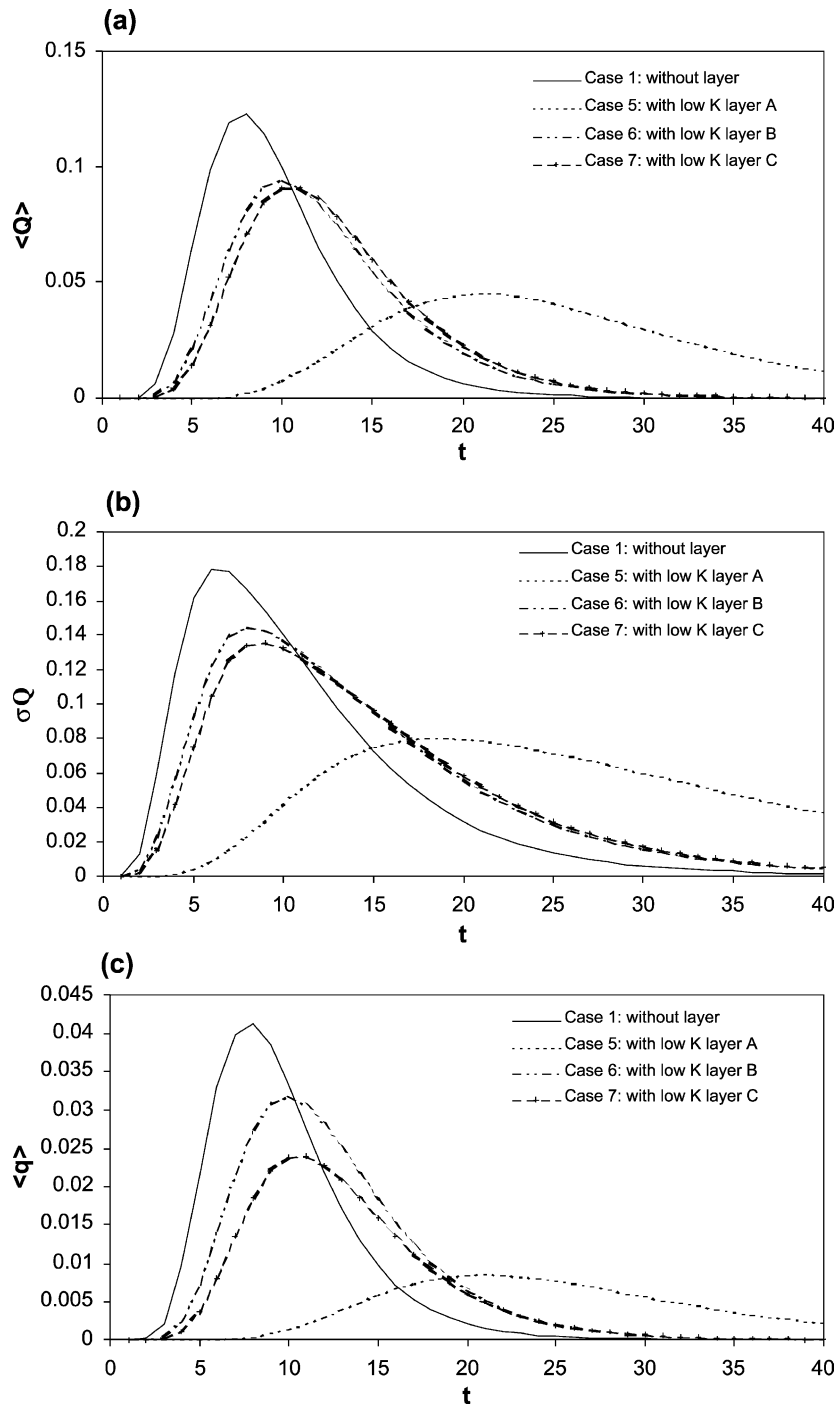 (a)
0.15
0.1
0.05
0
<Q>
0 5 10 15 20 25 30 35 40
t
Case 1: without layer
Case 5: with low K layer A
Case 6: with low K layer B
Case 7: with low K layer C
(b)
0.2
0.18
0.16
0.14
0.12
0.1
0.08
0.06
0.04
0.02
0
σQ
0 5 10 15 20 25 30 35 40
t
Case 1: without layer
Case 5: with low K layer A
Case 6: with low K layer B
Case 7: with low K layer C
(c)
0.045
0.04
0.035
0.03
0.025
0.02
0.015
0.01
0.005
0
<q>
0 5 10 15 20 25 30 35 40
t
Case 1: without layer
Case 5: with low K layer A
Case 6: with low K layer B
Case 7: with low K layer C